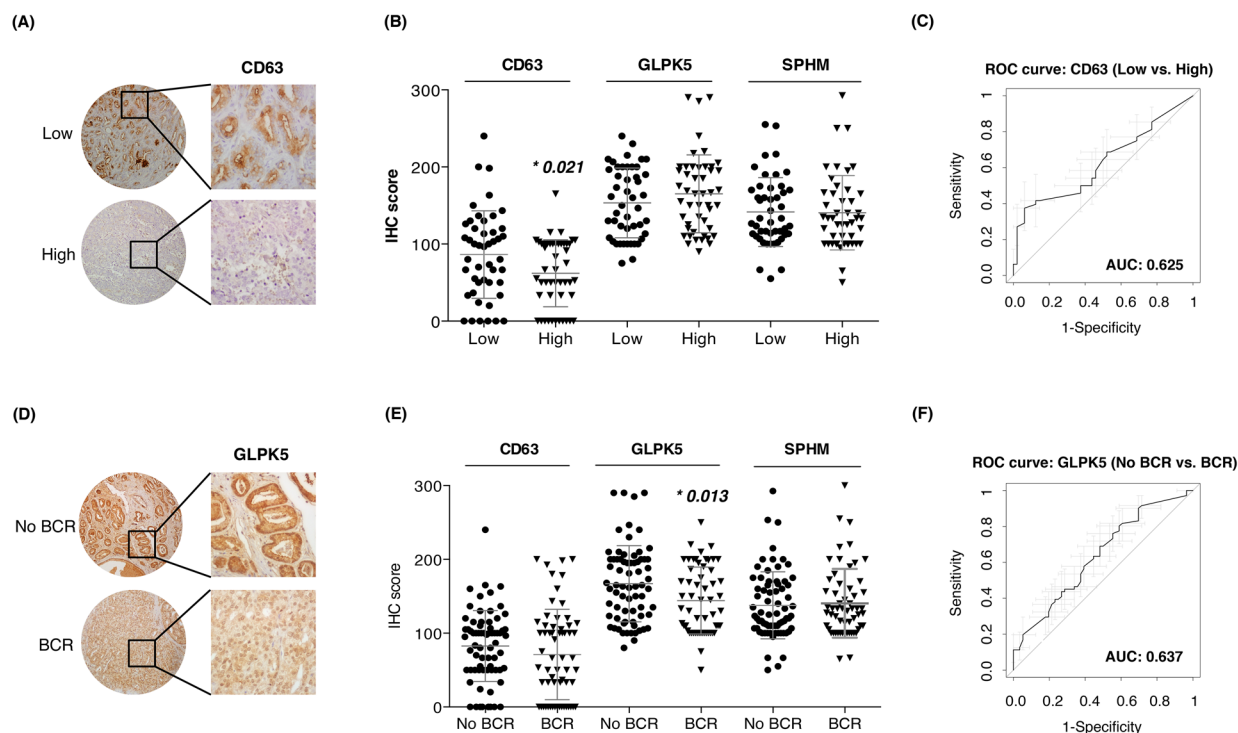 (A)
CD63
Low
High
(B)
CD63 GLPK5 SPHM
IHC score
300
200
100
0
* 0.021
Low High Low High Low High
(C)
ROC curve: CD63 (Low vs. High)
Sensitivity
0.0 0.2 0.4 0.6 0.8 1
AUC: 0.625
0.0 0.2 0.4 0.6 0.8 1
1-Specificity
(D)
GLPK5
No BCR
BCR
(E)
CD63 GLPK5 SPHM
IHC score
300
200
100
0
* 0.013
No BCR BCR No BCR BCR No BCR BCR
(F)
ROC curve: GLPK5 (No BCR vs. BCR)
Sensitivity
0.0 0.2 0.4 0.6 0.8 1
AUC: 0.637
0.0 0.2 0.4 0.6 0.8 1
1-Specificity